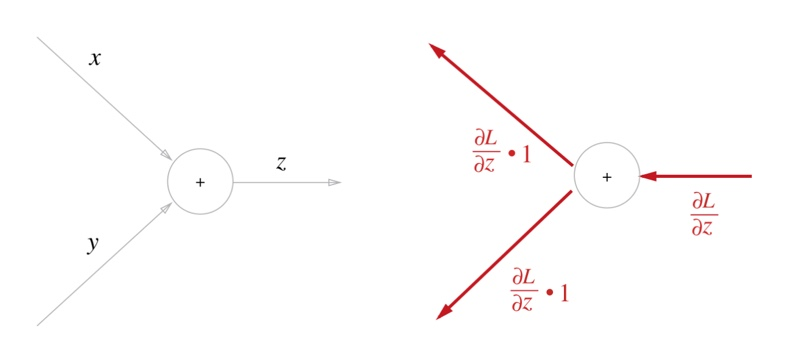 x
y
+
z
∂L/∂z • 1
∂L/∂z • 1
+
∂L/∂z